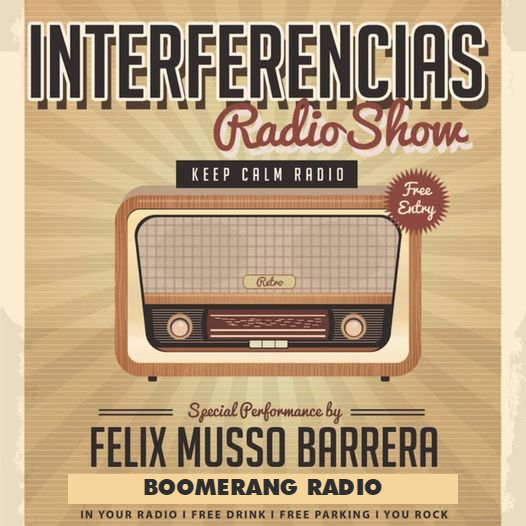 INTERFERENCIAS
Radio Show
KEEP CALM RADIO
Free
Entry
Retro
Special Performance by
FELIX MUSSO BARRERA
BOOMERANG RADIO
IN YOUR RADIO I FREE DRINK I FREE PARKING I YOU ROCK